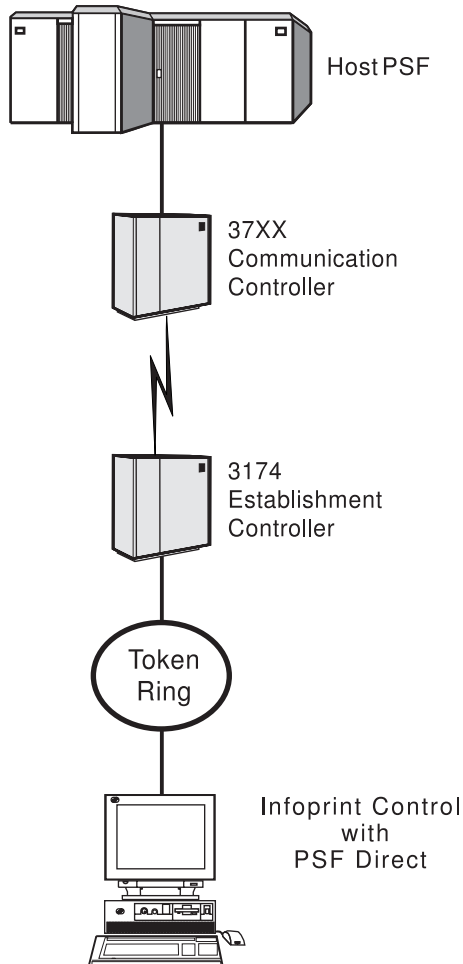 Host PSF
37XX
Communication
Controller
3174
Establishment
Controller
Token
Ring
Infoprint Control
with
PSF Direct